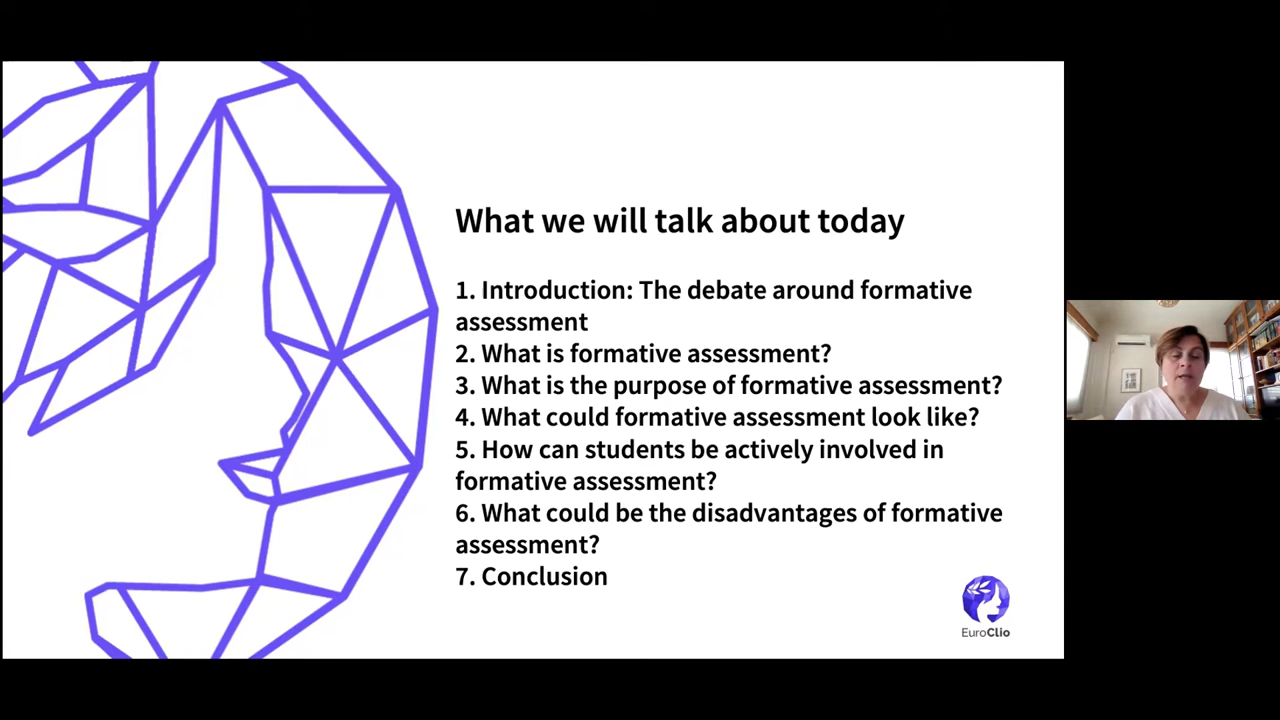 What we will talk about today
1. Introduction: The debate around formative
assessment
2. What is formative assessment?
3. What is the purpose of formative assessment?
4. What could formative assessment look like?
5. How can students be actively involved in
formative assessment?
6. What could be the disadvantages of formative
assessment?
7. Conclusion
EuroClio